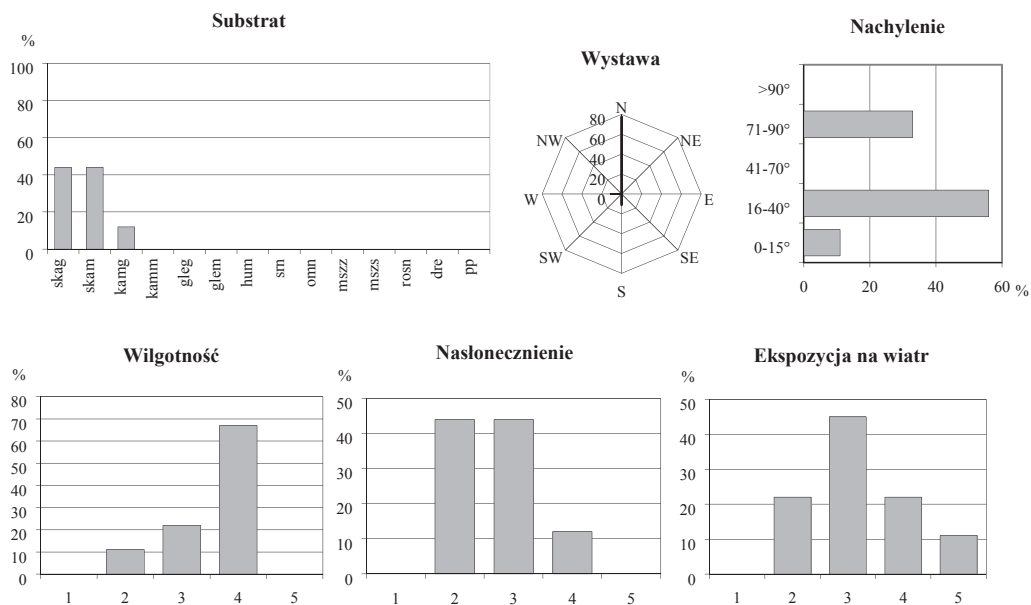 Substrat
%
100
80
60
40
20
0
skag
skam
kamg
kamm
gleg
glem
hum
sm
omn
mszz
mszs
rosn
dre
pp
Wystawa
N
NE
E
SE
S
SW
W
NW
80
60
40
20
0
Nachylenie
>90°
71-90°
41-70°
16-40°
0-15°
0 20 40 60 %
Wilgotność
%
80
70
60
50
40
30
20
10
0
1 2 3 4 5
Nasłonecznienie
%
50
40
30
20
10
0
1 2 3 4 5
Ekspozycja na wiatr
%
50
40
30
20
10
0
1 2 3 4 5